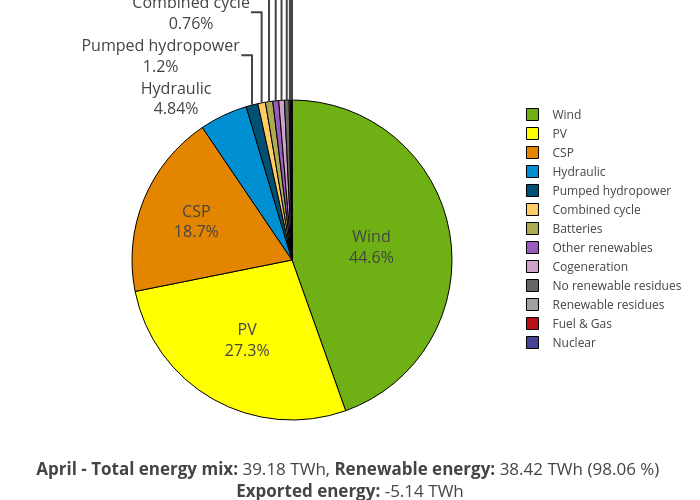 Combined cycle
0.76%
Pumped hydropower
1.2%
Hydraulic
4.84%
CSP
18.7%
Wind
44.6%
PV
27.3%
Wind
PV
CSP
Hydraulic
Pumped hydropower
Combined cycle
Batteries
Other renewables
Cogeneration
No renewable residues
Renewable residues
Fuel & Gas
Nuclear
April - Total energy mix: 39.18 TWh, Renewable energy: 38.42 TWh (98.06 %)
Exported energy: -5.14 TWh